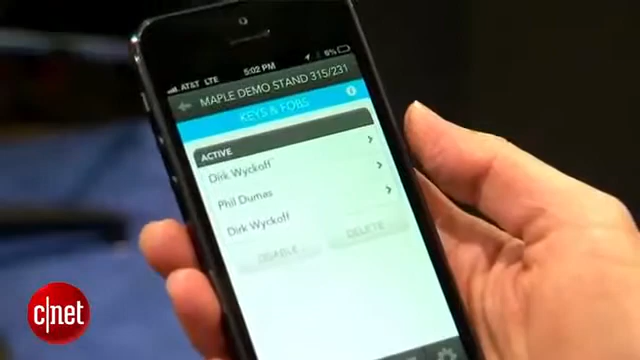 AT&T LTE 5:02 PM 6%
MAPLE DEMO STAND 315/231
KEYS & FOBS
ACTIVE
Dirk Wyckoff
Phil Dumas
Dirk Wyckoff
DISABLE DELETE
c|net